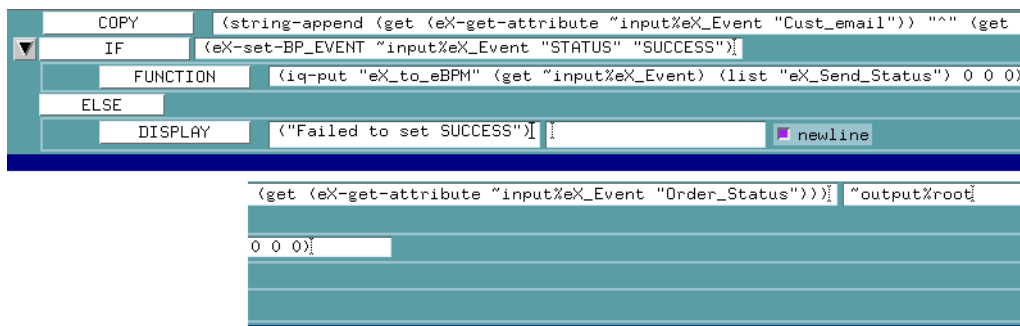 COPY (string-append (get (eX-get-attribute ~input%eX_Event "Cust_email")) "^" (get
IF (eX-set-BP_EVENT ~input%eX_Event "STATUS" "SUCCESS")
FUNCTION (iq-put "eX_to_eBPM" (get ~input%eX_Event) (list "eX_Send_Status") 0 0 0)
ELSE
DISPLAY ("Failed to set SUCCESS") newline
(get (eX-get-attribute ~input%eX_Event "Order_Status"))) ~output%root
0 0 0)